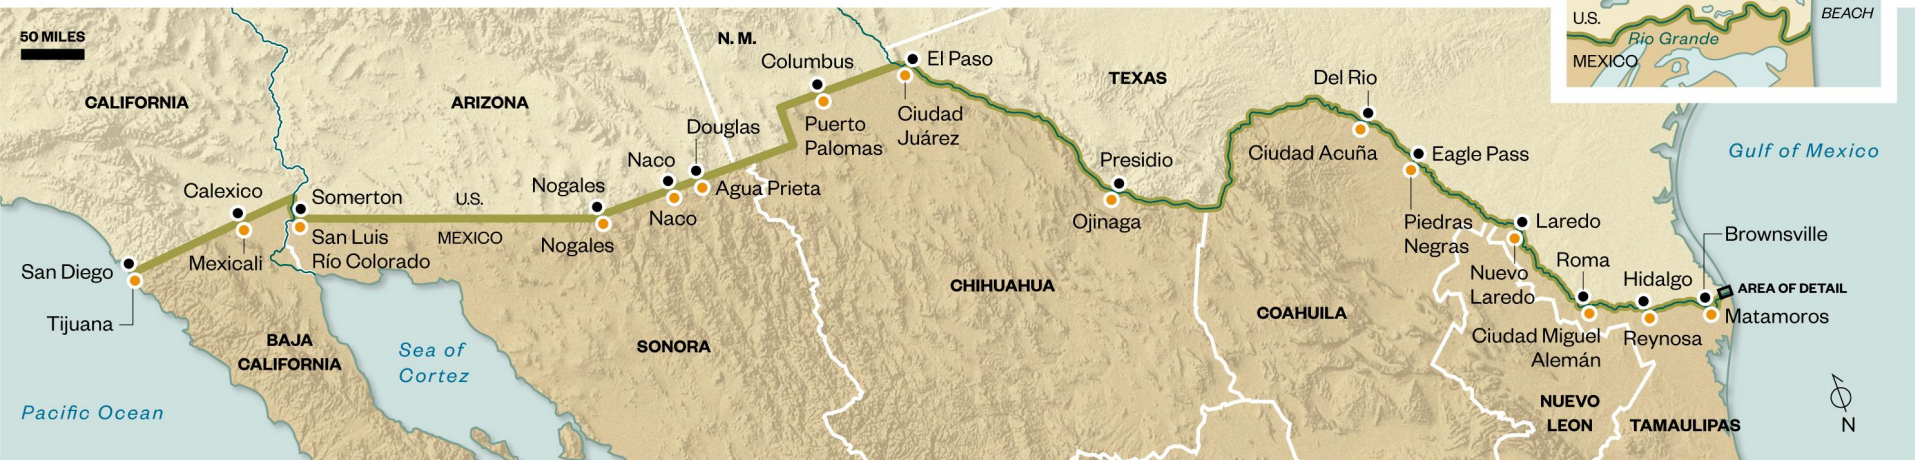 50 MILES
CALIFORNIA
ARIZONA
N. M.
TEXAS
U.S.
Rio Grande
MEXICO
BEACH
Gulf of Mexico
Columbus
El Paso
Del Rio
Douglas
Puerto
Palomas
Ciudad
Juárez
Naco
Presidio
Ciudad Acuña
Eagle Pass
Calexico
Somerton
U.S.
Nogales
Agua Prieta
Naco
Ojinaga
Piedras
Negras
Laredo
Brownsville
San Luis
Río Colorado
MEXICO
Nogales
Mexicali
San Diego
Tijuana
Nuevo
Laredo
Roma
Hidalgo
AREA OF DETAIL
Matamoros
CHIHUAHUA
COAHUILA
Ciudad Miguel
Alemán
Reynosa
BAJA
CALIFORNIA
Sea of
Cortez
SONORA
Pacific Ocean
NUEVO
LEON
TAMAULIPAS
N